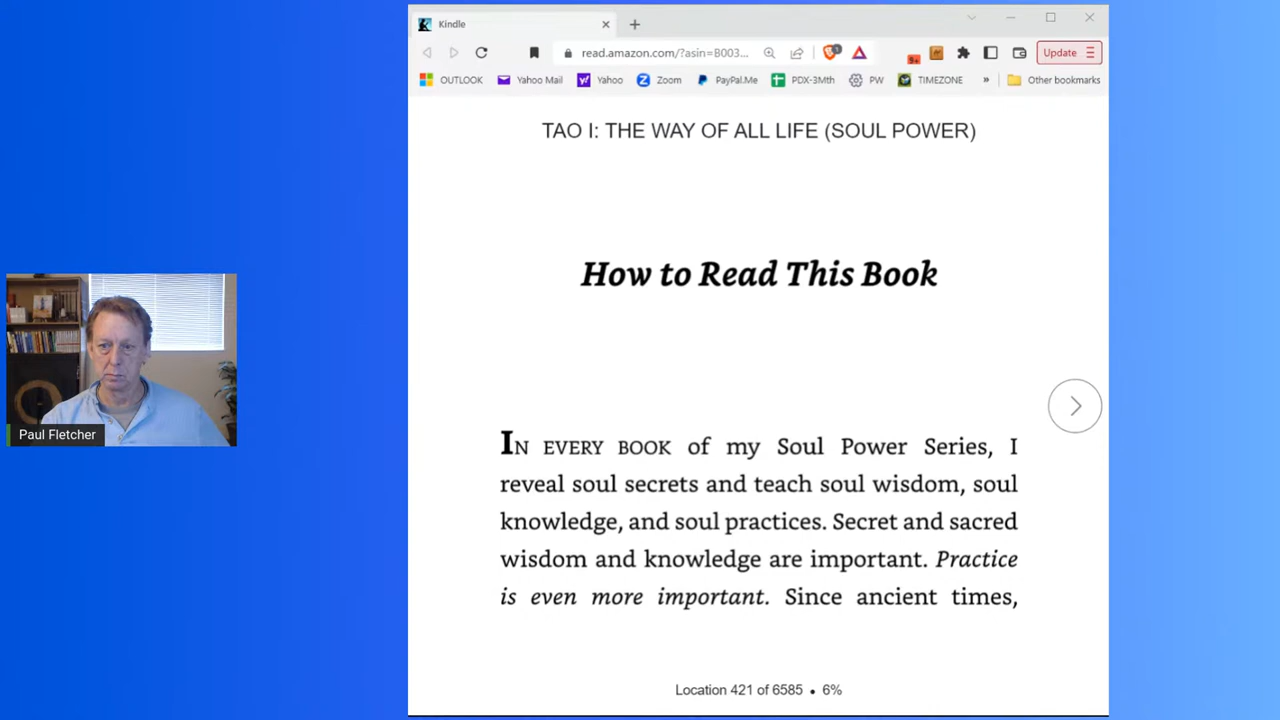 Kindle
read.amazon.com/?asin=B003...
9+
Update
OUTLOOK
Yahoo Mail
Yahoo
Zoom
PayPal.Me
PDX-3Mth
PW
TIMEZONE
»
Other bookmarks
TAO I: THE WAY OF ALL LIFE (SOUL POWER)
How to Read This Book
IN EVERY BOOK of my Soul Power Series, I
reveal soul secrets and teach soul wisdom, soul
knowledge, and soul practices. Secret and sacred
wisdom and knowledge are important. Practice
is even more important. Since ancient times,
Location 421 of 6585 • 6%
Paul Fletcher